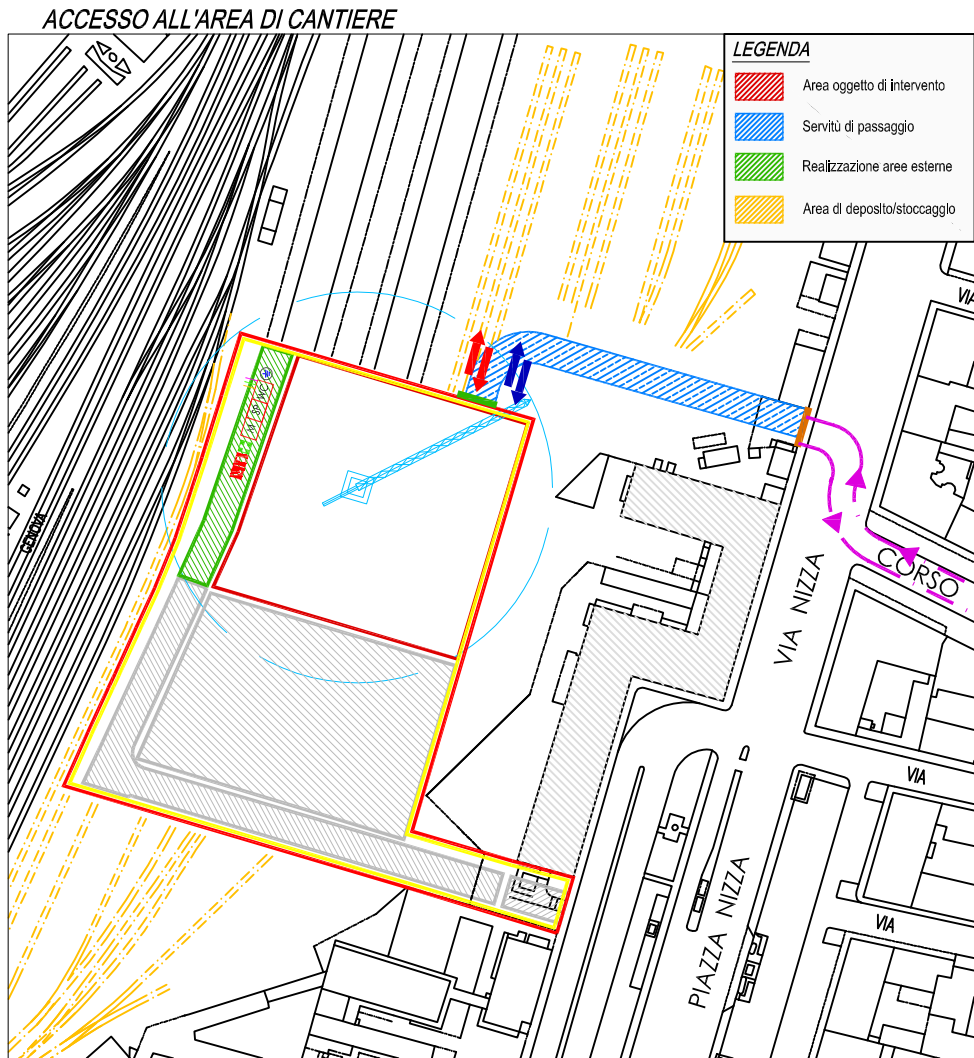 ACCESSO ALL'AREA DI CANTIERE
LEGENDA
Area oggetto di intervento
Servitù di passaggio
Realizzazione aree esterne
Area di deposito/stoccaggio
VIA
GENOVA
WC
SP
M
CORSO
VIA NIZZA
VIA
VIA
PIAZZA NIZZA